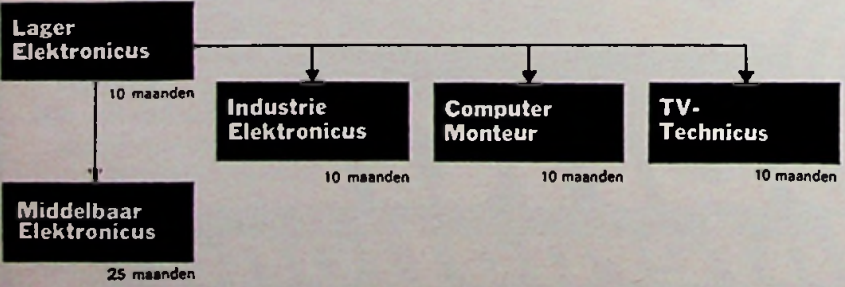 Lager
Elektronicus
10 maanden
Industrie
Elektronicus
10 maanden
Computer
Monteur
10 maanden
TV-
Technicus
10 maanden
Middelbaar
Elektronicus
25 maanden